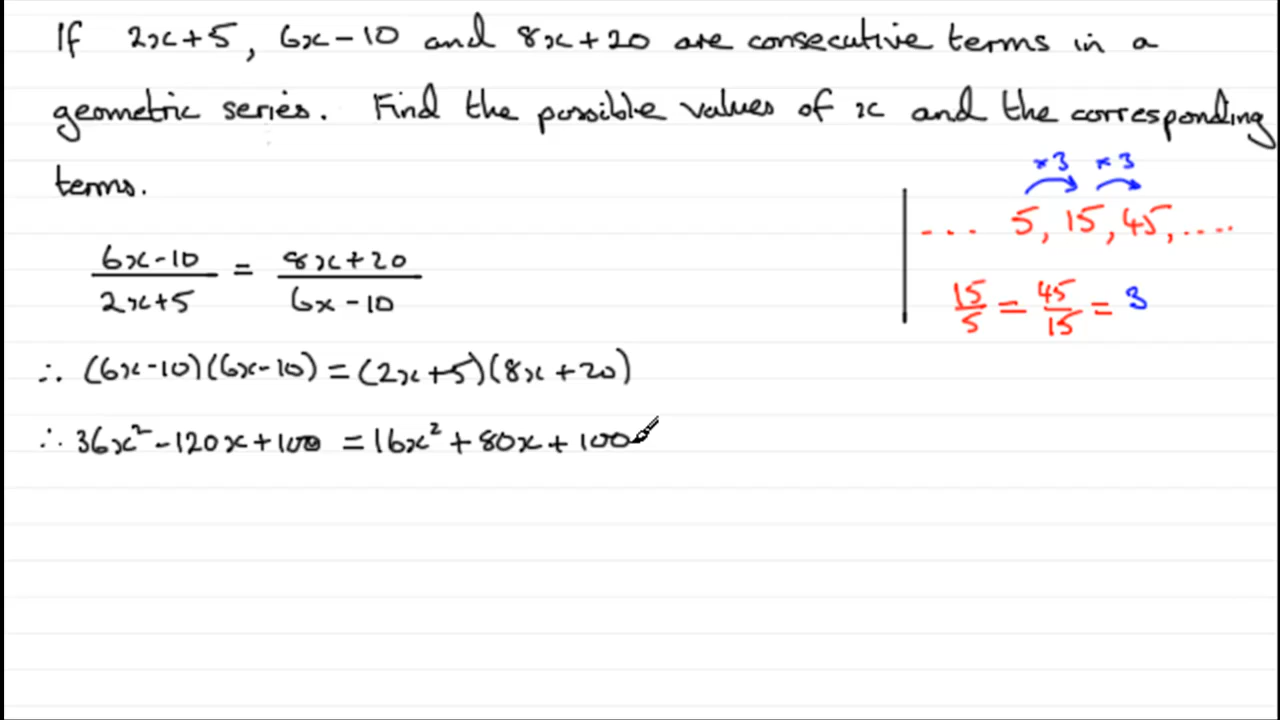 If 2x+5, 6x-10 and 8x+20 are consecutive terms in a
geometric series. Find the possible values of x and the corresponding
terms.
×3 ×3
.... 5, 15, 45, ....
15/5 = 45/15 = 3
6x-10/2x+5 = 8x+20/6x-10
∴ (6x-10)(6x-10) = (2x+5)(8x+20)
∴ 36x²-120x+100 = 16x²+80x+100